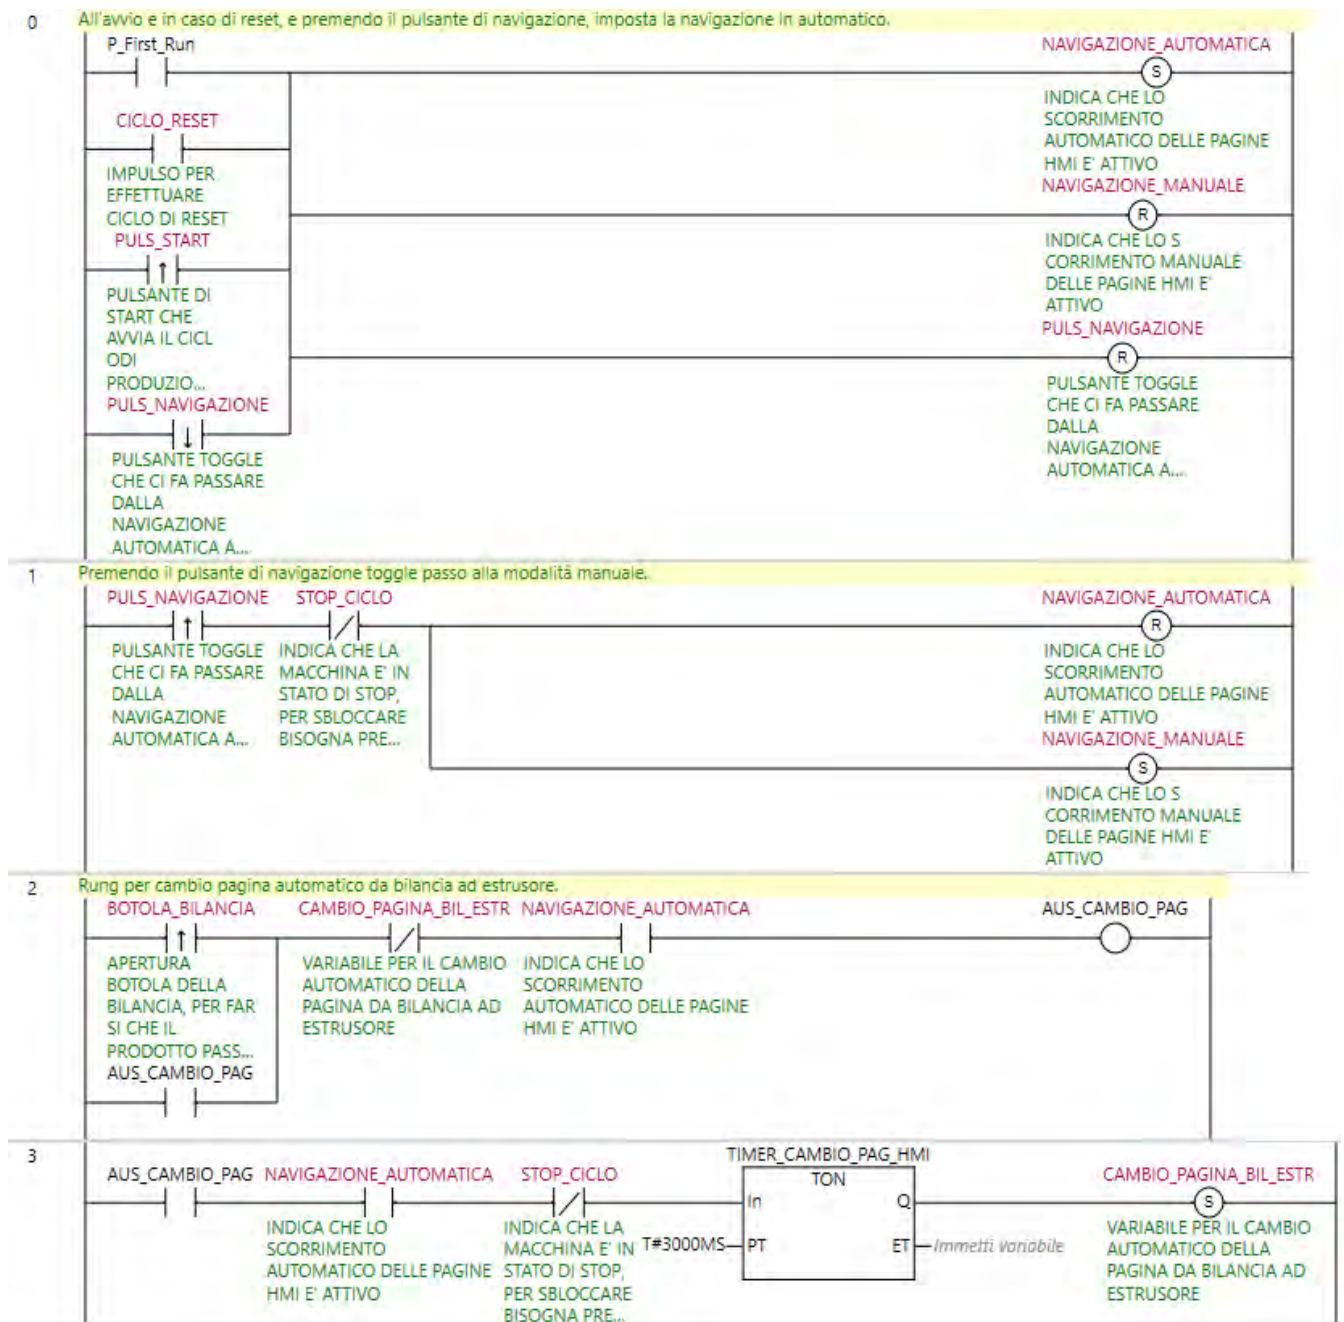 0 All'avvio e in caso di reset, e premendo il pulsante di navigazione, imposta la navigazione in automatico.
P_First_Run
NAVIGAZIONE_AUTOMATICA
S
INDICA CHE LO
SCORRIMENTO
AUTOMATICO DELLE PAGINE
HMI E' ATTIVO
CICLO_RESET
IMPULSO PER
EFFETTUARE
CICLO DI RESET
NAVIGAZIONE_MANUALE
R
INDICA CHE LO S
CORRIMENTO MANUALE
DELLE PAGINE HMI E'
ATTIVO
PULS_START
PULSANTE DI
START CHE
AVVIA IL CICL
ODI
PRODUZIO...
PULS_NAVIGAZIONE
R
PULSANTE TOGGLE
CHE CI FA PASSARE
DALLA
NAVIGAZIONE
AUTOMATICA A...
PULS_NAVIGAZIONE
PULSANTE TOGGLE
CHE CI FA PASSARE
DALLA
NAVIGAZIONE
AUTOMATICA A...
1 Premendo il pulsante di navigazione toggle passo alla modalità manuale.
PULS_NAVIGAZIONE
PULSANTE TOGGLE
CHE CI FA PASSARE
DALLA
NAVIGAZIONE
AUTOMATICA A...
STOP_CICLO
INDICA CHE LA
MACCHINA E' IN
STATO DI STOP,
PER SBLOCCARE
BISOGNA PRE...
NAVIGAZIONE_AUTOMATICA
R
INDICA CHE LO
SCORRIMENTO
AUTOMATICO DELLE PAGINE
HMI E' ATTIVO
NAVIGAZIONE_MANUALE
S
INDICA CHE LO S
CORRIMENTO MANUALE
DELLE PAGINE HMI E'
ATTIVO
2 Rung per cambio pagina automatico da bilancia ad estrusore.
BOTOLA_BILANCIA
APERTURA
BOTOLA DELLA
BILANCIA, PER FAR
SI CHE IL
PRODOTTO PASS...
CAMBIO_PAGINA_BIL_ESTR
VARIABILE PER IL CAMBIO
AUTOMATICO DELLA
PAGINA DA BILANCIA AD
ESTRUSORE
NAVIGAZIONE_AUTOMATICA
INDICA CHE LO
SCORRIMENTO
AUTOMATICO DELLE PAGINE
HMI E' ATTIVO
AUS_CAMBIO_PAG
AUS_CAMBIO_PAG
3
AUS_CAMBIO_PAG
NAVIGAZIONE_AUTOMATICA
INDICA CHE LO
SCORRIMENTO
AUTOMATICO DELLE PAGINE
HMI E' ATTIVO
STOP_CICLO
INDICA CHE LA
MACCHINA E' IN
STATO DI STOP,
PER SBLOCCARE
BISOGNA PRE...
TIMER_CAMBIO_PAG_HMI
TON
In Q
T#3000MS PT ET Immetti variabile
CAMBIO_PAGINA_BIL_ESTR
S
VARIABILE PER IL CAMBIO
AUTOMATICO DELLA
PAGINA DA BILANCIA AD
ESTRUSORE